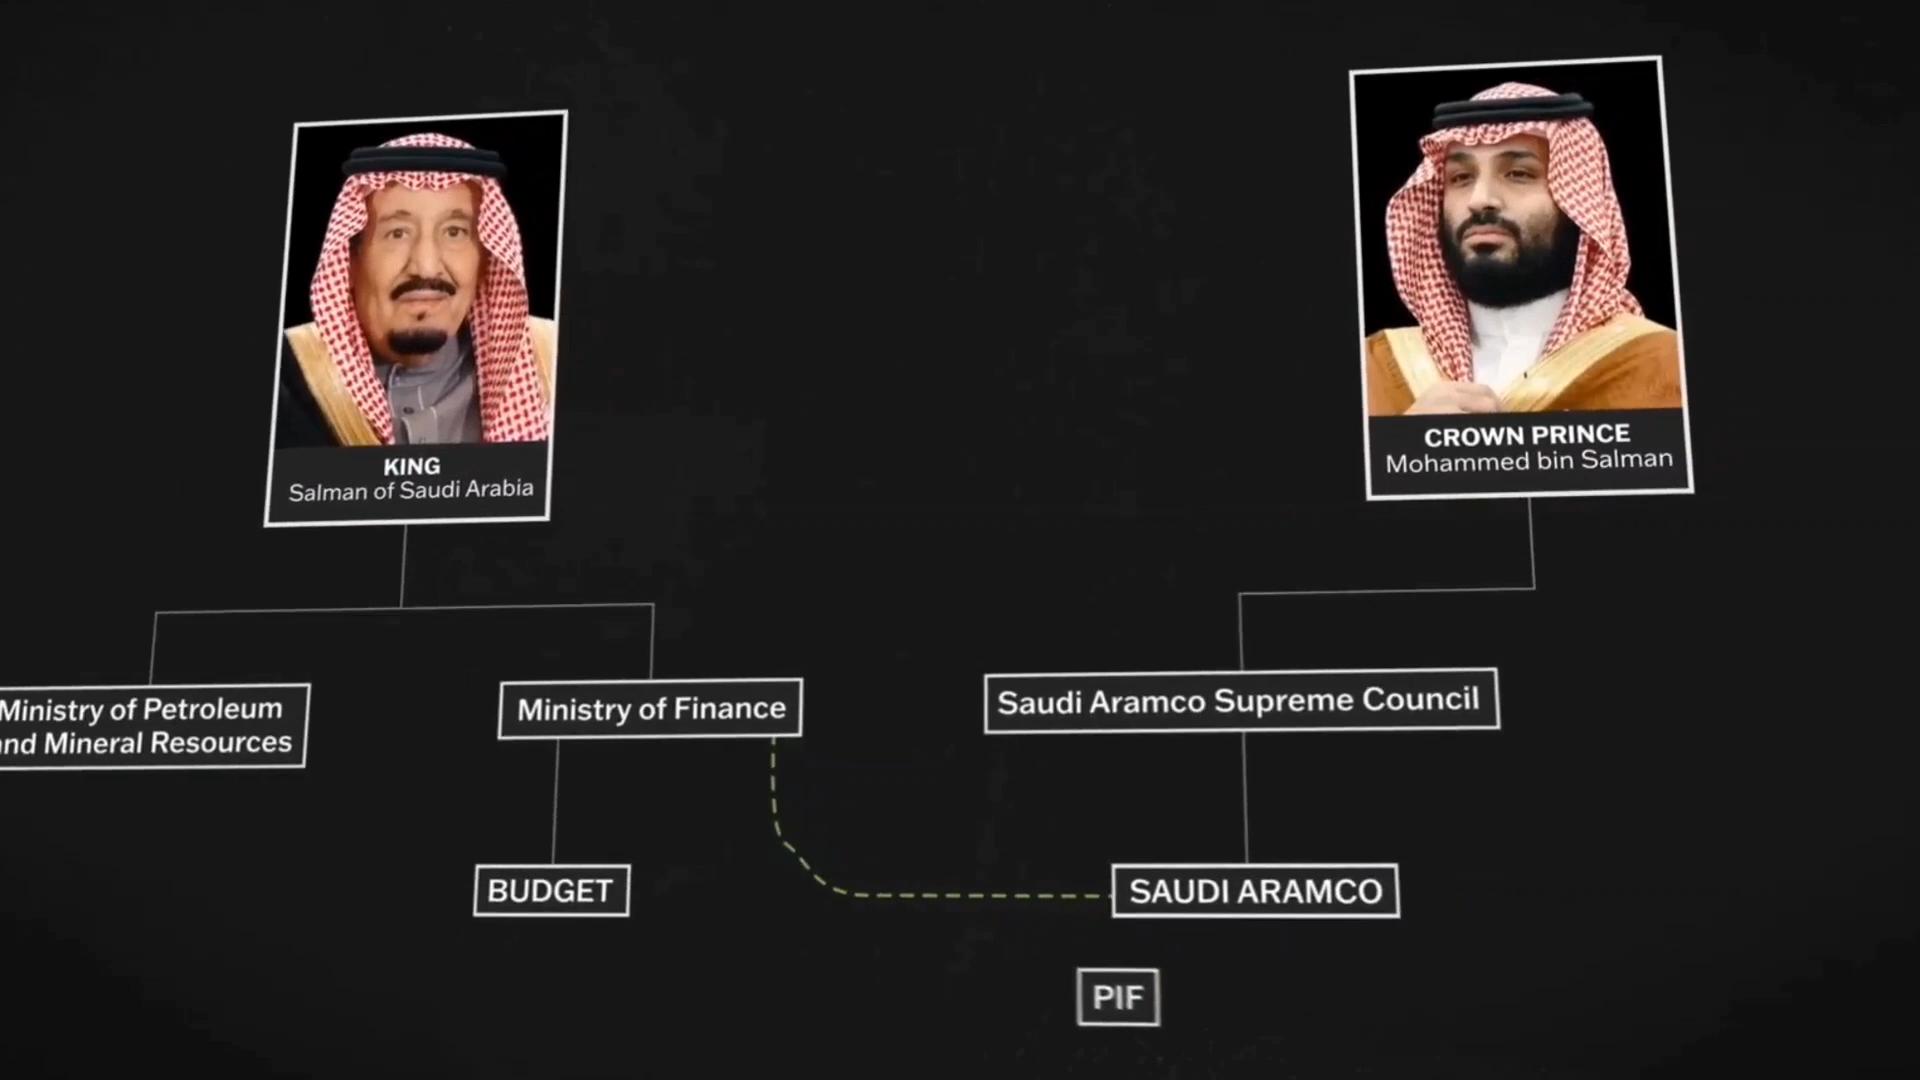 KING
Salman of Saudi Arabia
CROWN PRINCE
Mohammed bin Salman
Ministry of Petroleum
nd Mineral Resources
Ministry of Finance
Saudi Aramco Supreme Council
BUDGET
SAUDI ARAMCO
PIF